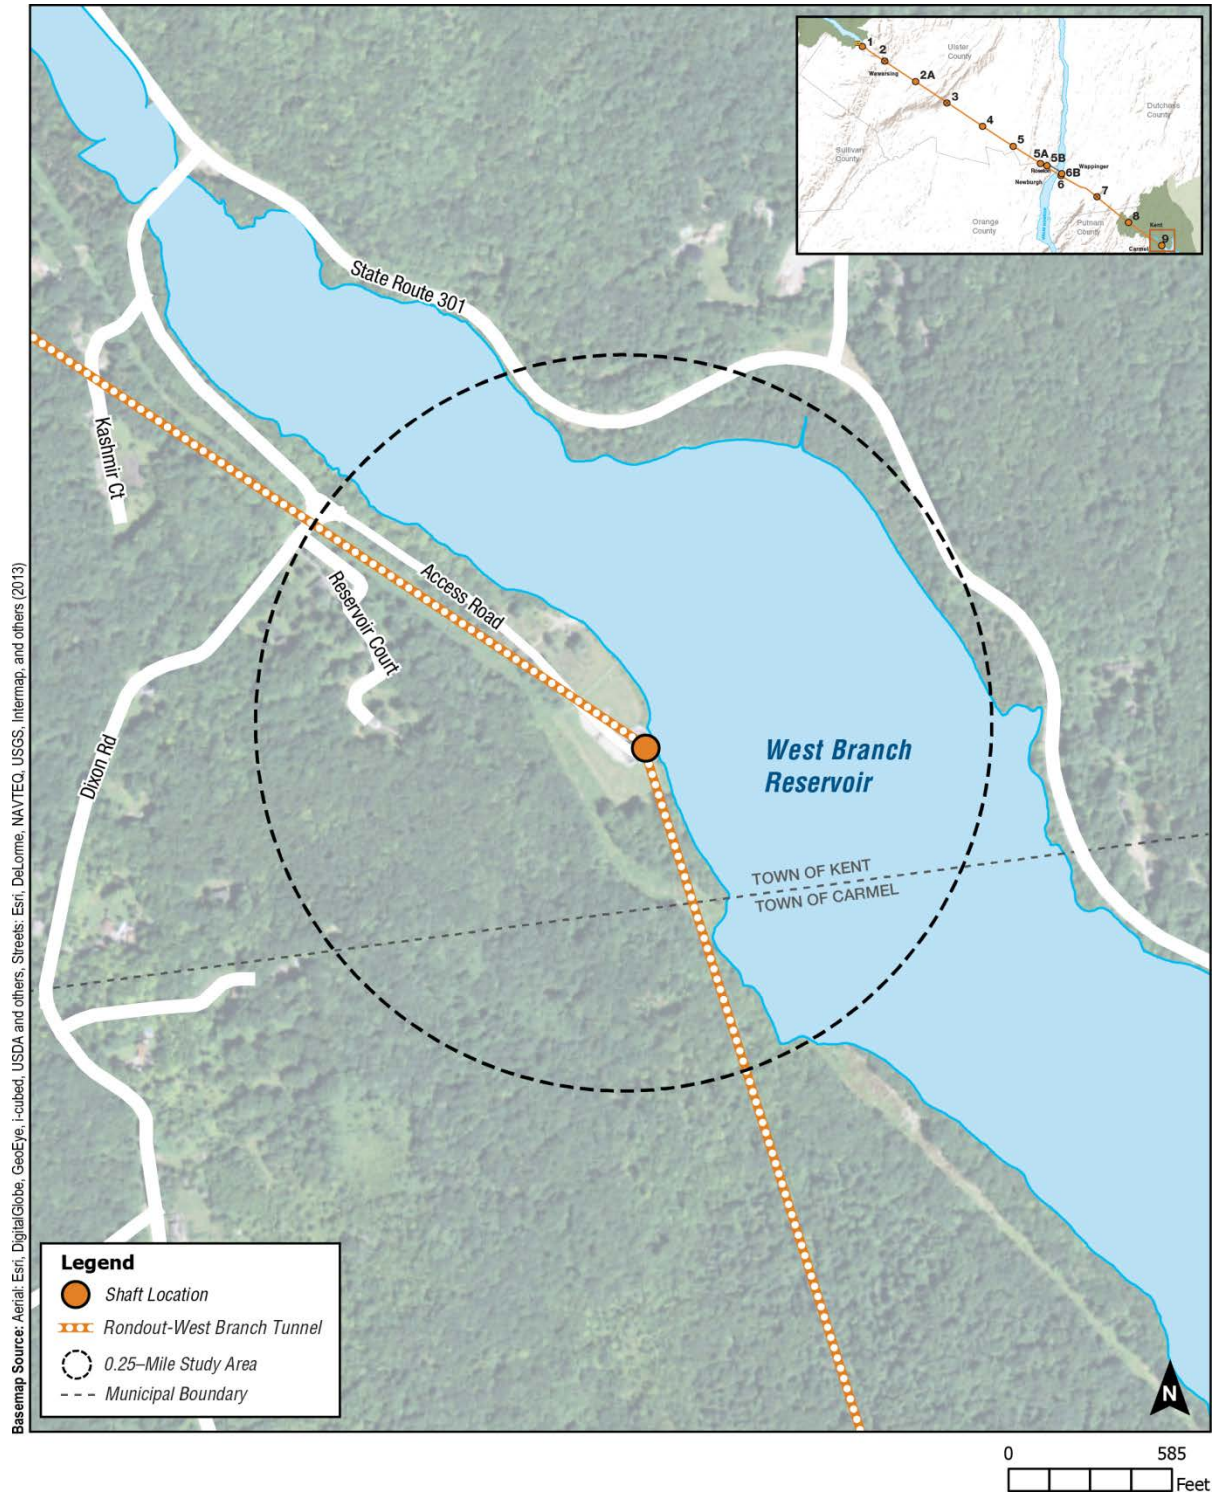 1
2
Ulster
County
Wawarsing
2A
3
Dutchess
County
4
5
Sullivan
County
5A
5B
Wappinger
6B
Newburgh
6
7
Orange
County
Putnam
County
8
Kent
9
Carmel
State Route 301
Kashmir Ct
Access Road
Reservoir Court
Dixon Rd
West Branch
Reservoir
TOWN OF KENT
TOWN OF CARMEL
Legend
Shaft Location
Rondout-West Branch Tunnel
0.25–Mile Study Area
Municipal Boundary
N
0 585
Feet
Basemap Source: Aerial: Esri, DigitalGlobe, GeoEye, i-cubed, USDA and others, Streets: Esri, DeLorme, NAVTEQ, USGS, Intermap, and others (2013)